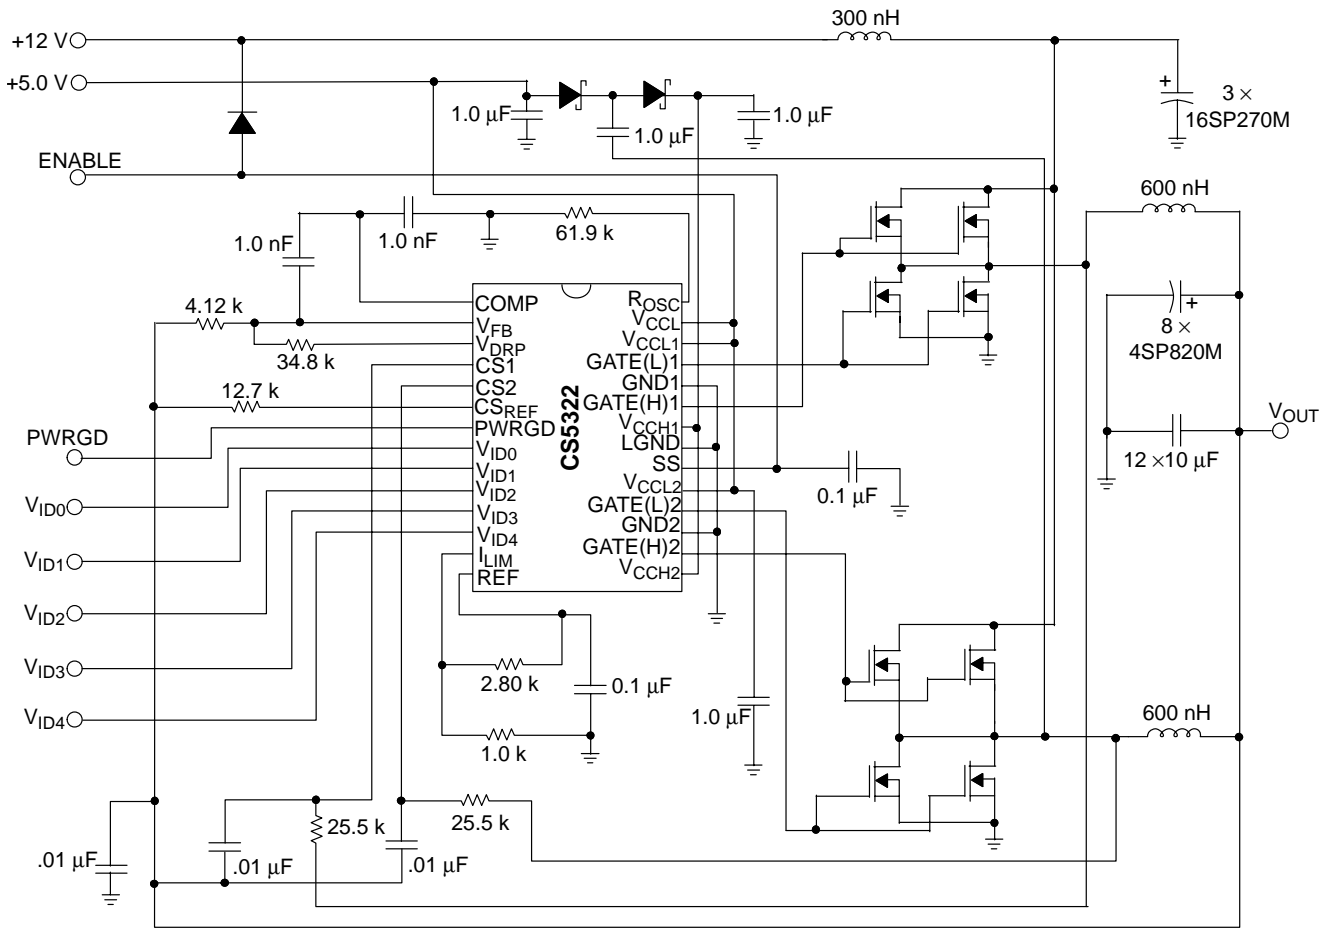 300 nH
+12 V
+5.0 V
1.0 μF
1.0 μF
1.0 μF
+
3 ×
16SP270M
ENABLE
600 nH
1.0 nF
1.0 nF
61.9 k
4.12 k
34.8 k
12.7 k
COMP
VFB
VDRP
CS1
CS2
CSREF
PWRGD
VID0
VID1
VID2
VID3
VID4
ILIM
REF
CS5322
ROSC
VCCL
VCCL1
GATE(L)1
GND1
GATE(H)1
VCCH1
LGND
SS
VCCL2
GATE(L)2
GND2
GATE(H)2
VCCH2
+
8 ×
4SP820M
VOUT
12 ×10 μF
0.1 μF
PWRGD
VID0
VID1
VID2
VID3
VID4
2.80 k
0.1 μF
1.0 k
1.0 μF
600 nH
25.5 k
25.5 k
.01 μF
.01 μF
.01 μF